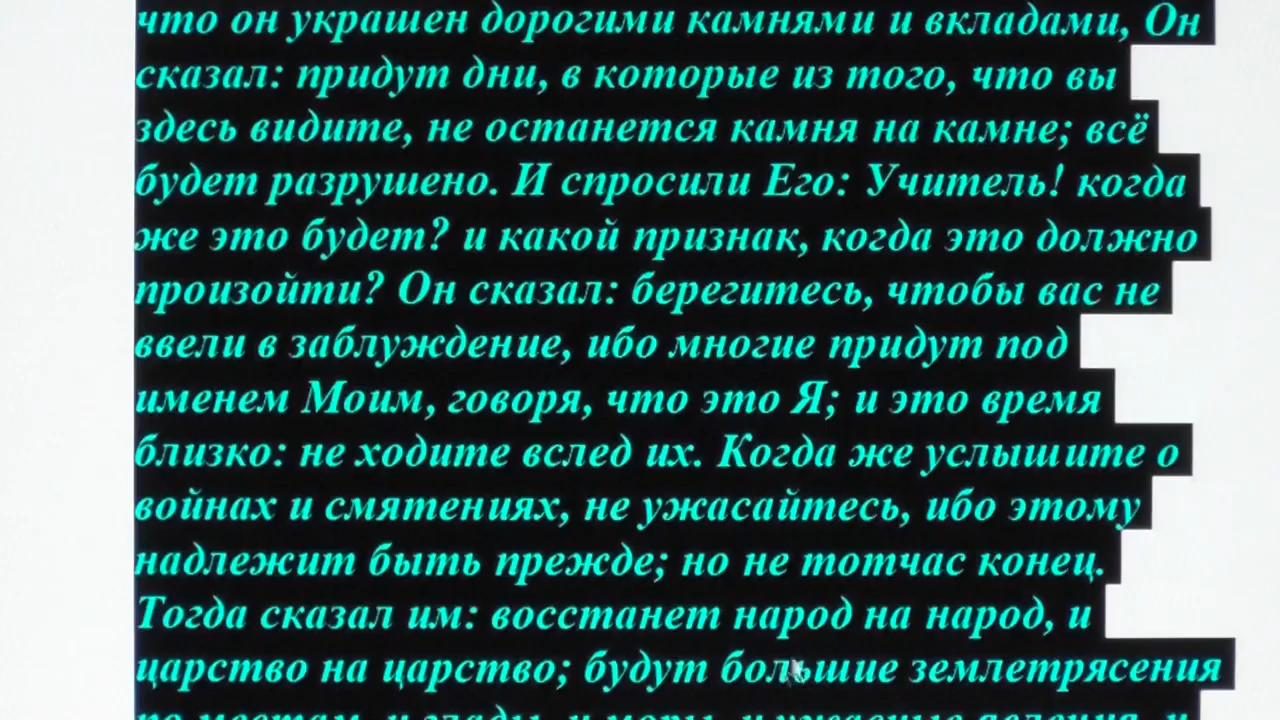 что он украшен дорогими камнями и вкладами, Он
сказал: придут дни, в которые из того, что вы
здесь видите, не останется камня на камне; всё
будет разрушено. И спросили Его: Учитель! когда
же это будет? и какой признак, когда это должно
произойти? Он сказал: берегитесь, чтобы вас не
ввели в заблуждение, ибо многие придут под
именем Моим, говоря, что это Я; и это время
близко: не ходите вслед их. Когда же услышите о
войнах и смятениях, не ужасайтесь, ибо этому
надлежит быть прежде; но не тотчас конец.
Тогда сказал им: восстанет народ на народ, и
царство на царство; будут большие землетрясения